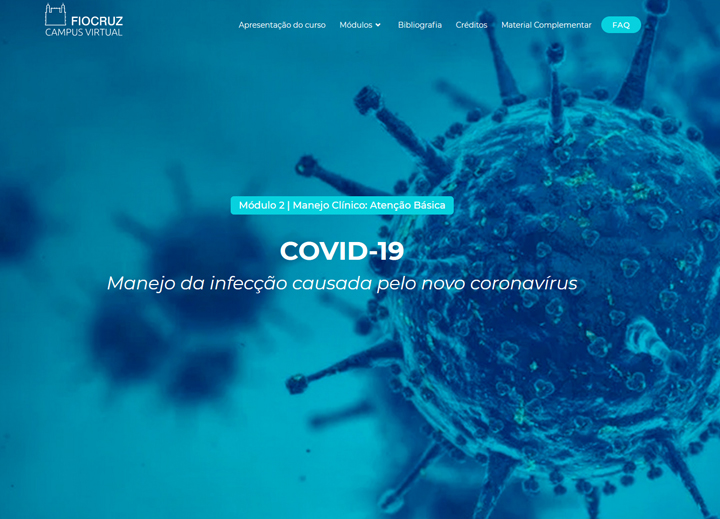 FIOCRUZ
CAMPUS VIRTUAL
Apresentação do curso Módulos Bibliografia Créditos Material Complementar FAQ
Módulo 2 | Manejo Clínico: Atenção Básica
COVID-19
Manejo da infecção causada pelo novo coronavírus